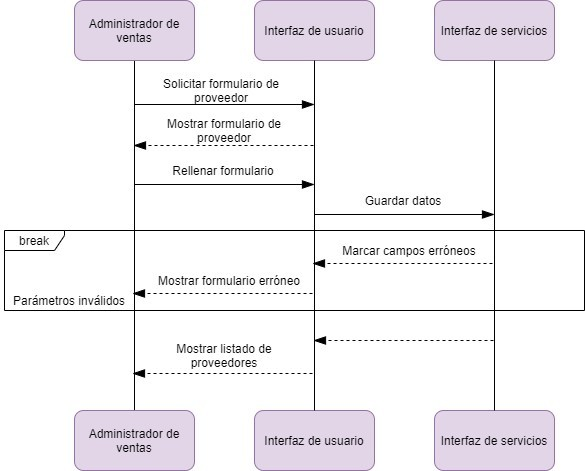 Administrador de
ventas
Interfaz de usuario
Interfaz de servicios
Solicitar formulario de
proveedor
Mostrar formulario de
proveedor
Rellenar formulario
Guardar datos
break
Marcar campos erróneos
Mostrar formulario erróneo
Parámetros inválidos
Mostrar listado de
proveedores
Administrador de
ventas
Interfaz de usuario
Interfaz de servicios